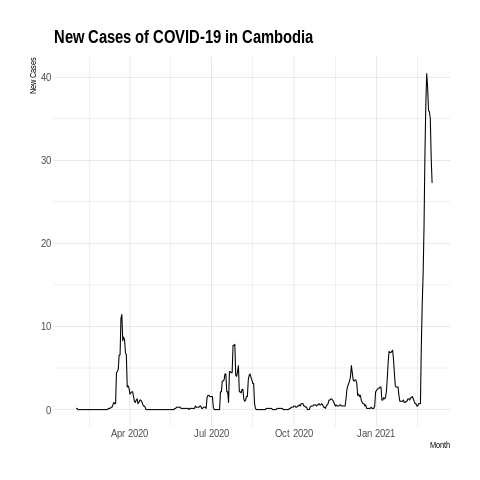 New Cases of COVID-19 in Cambodia
New Cases
40
30
20
10
0
Apr 2020 Jul 2020 Oct 2020 Jan 2021
Month